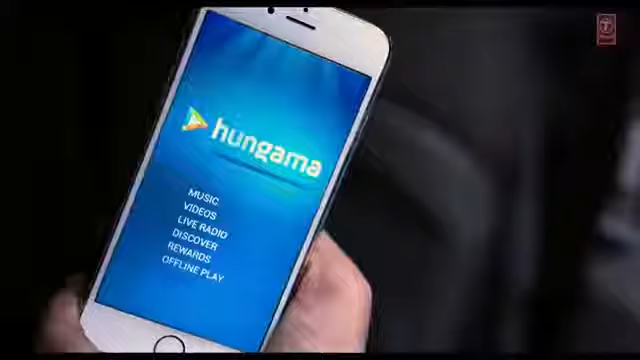 hungama
MUSIC
VIDEOS
LIVE RADIO
DISCOVER
REWARDS
OFFLINE PLAY